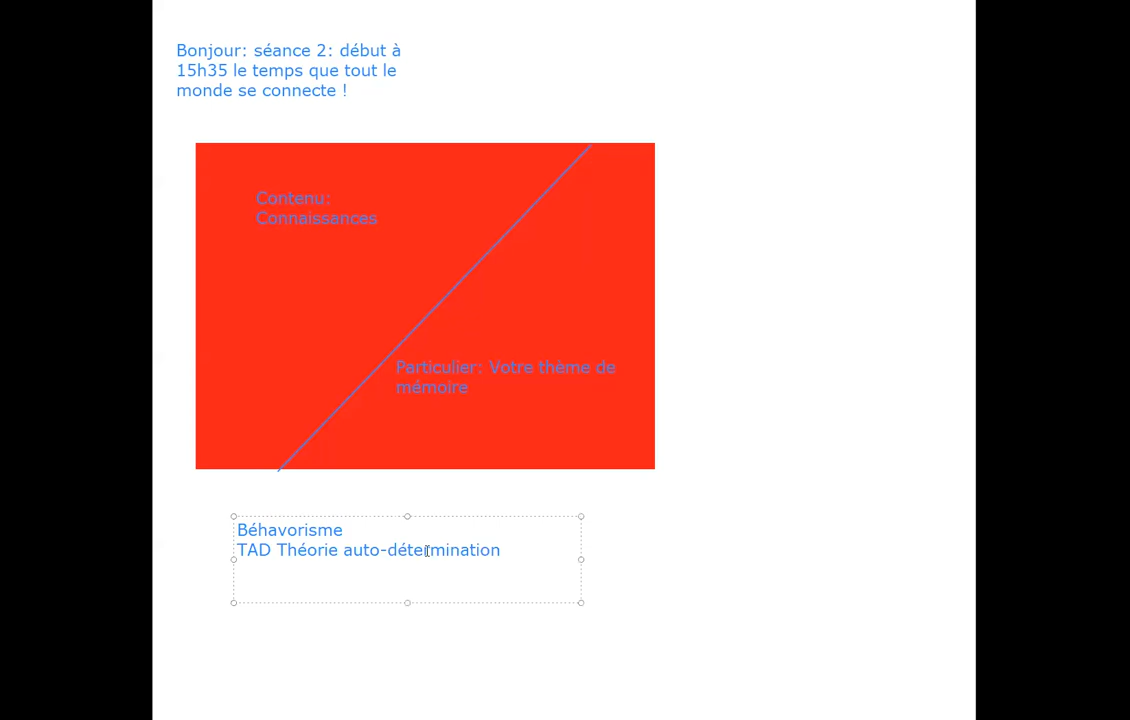 Bonjour: séance 2: début à
15h35 le temps que tout le
monde se connecte !
Contenu:
Connaissances
Particulier: Votre thème de
mémoire
Béhavorisme
TAD Théorie auto-détermination